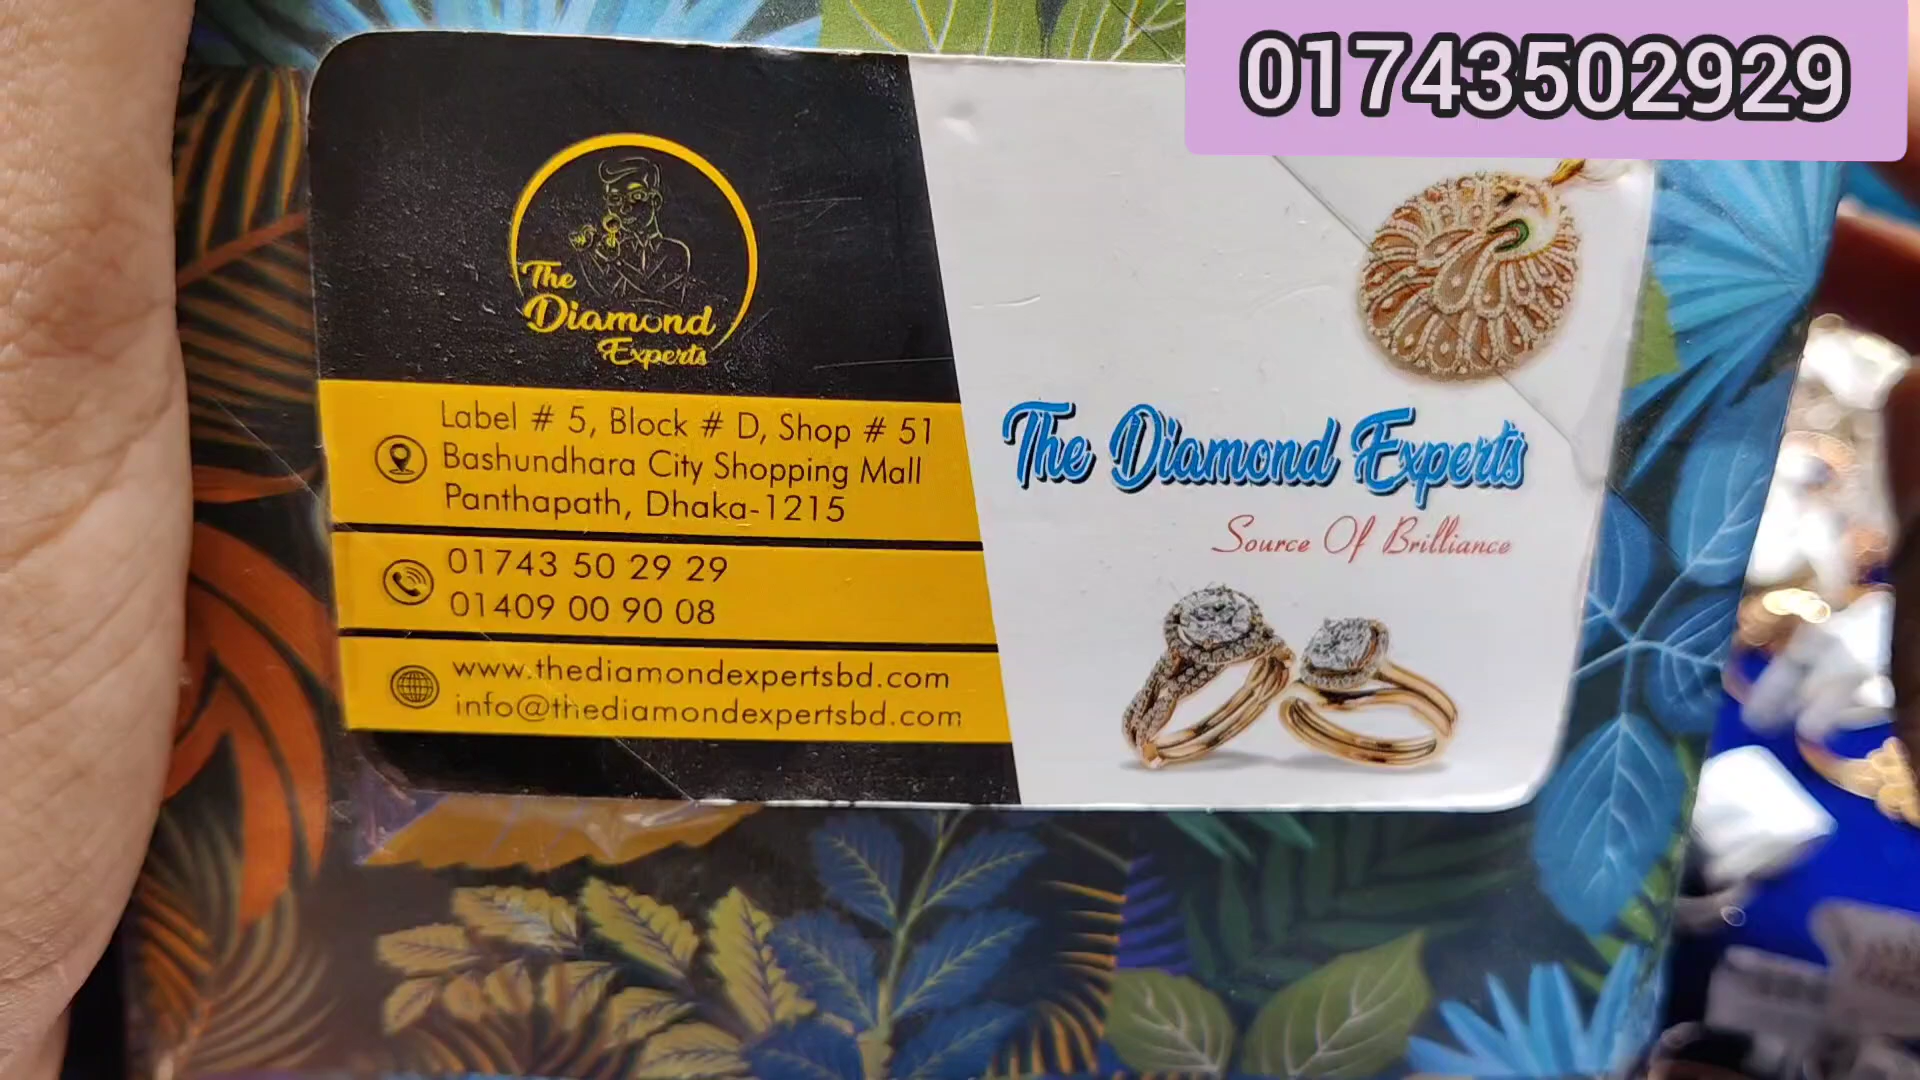 01743502929
The
Diamond
Experts
Label # 5, Block # D, Shop # 51
Bashundhara City Shopping Mall
Panthapath, Dhaka-1215
01743 50 29 29
01409 00 90 08
www.thediamondexpertsbd.com
info@thediamondexpertsbd.com
The Diamond Experts
Source Of Brilliance